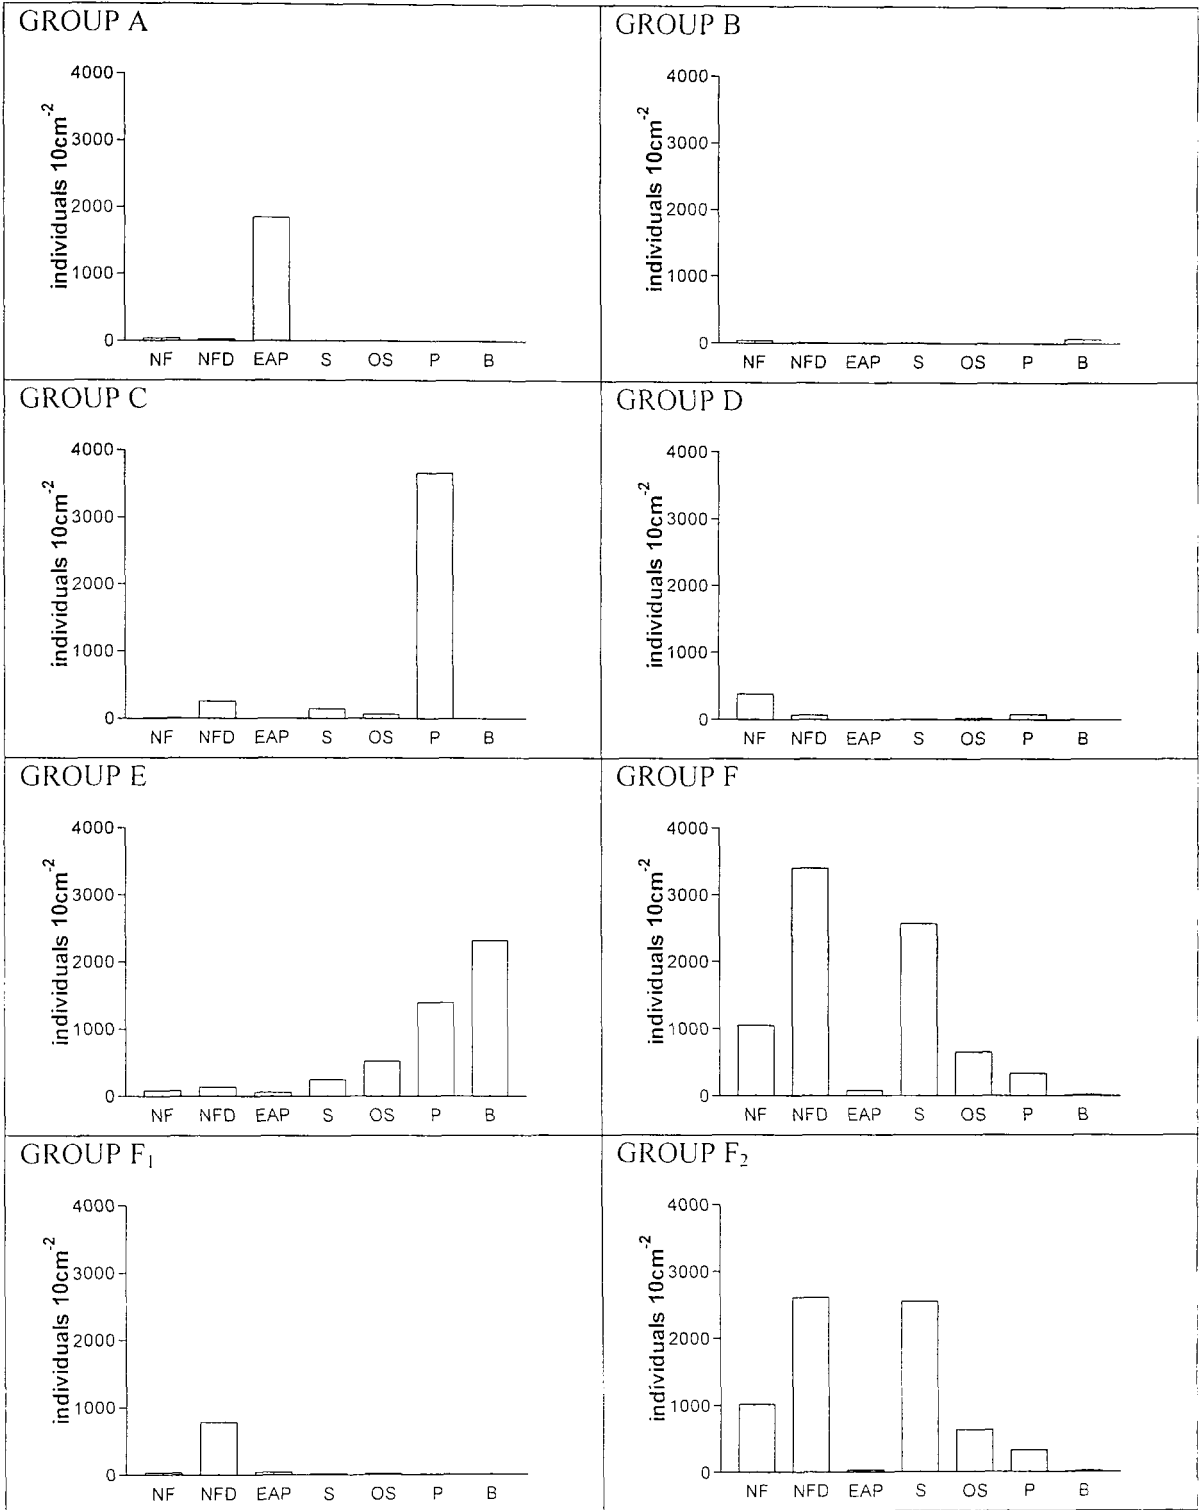 GROUP A
individuals 10cm⁻²
4000
3000
2000
1000
0
NF NFD EAP S OS P B
GROUP B
individuals 10cm⁻²
4000
3000
2000
1000
0
NF NFD EAP S OS P B
GROUP C
individuals 10cm⁻²
4000
3000
2000
1000
0
NF NFD EAP S OS P B
GROUP D
individuals 10cm⁻²
4000
3000
2000
1000
0
NF NFD EAP S OS P B
GROUP E
individuals 10cm⁻²
4000
3000
2000
1000
0
NF NFD EAP S OS P B
GROUP F
individuals 10cm⁻²
4000
3000
2000
1000
0
NF NFD EAP S OS P B
GROUP F₁
individuals 10cm⁻²
4000
3000
2000
1000
0
NF NFD EAP S OS P B
GROUP F₂
individuals 10cm⁻²
4000
3000
2000
1000
0
NF NFD EAP S OS P B